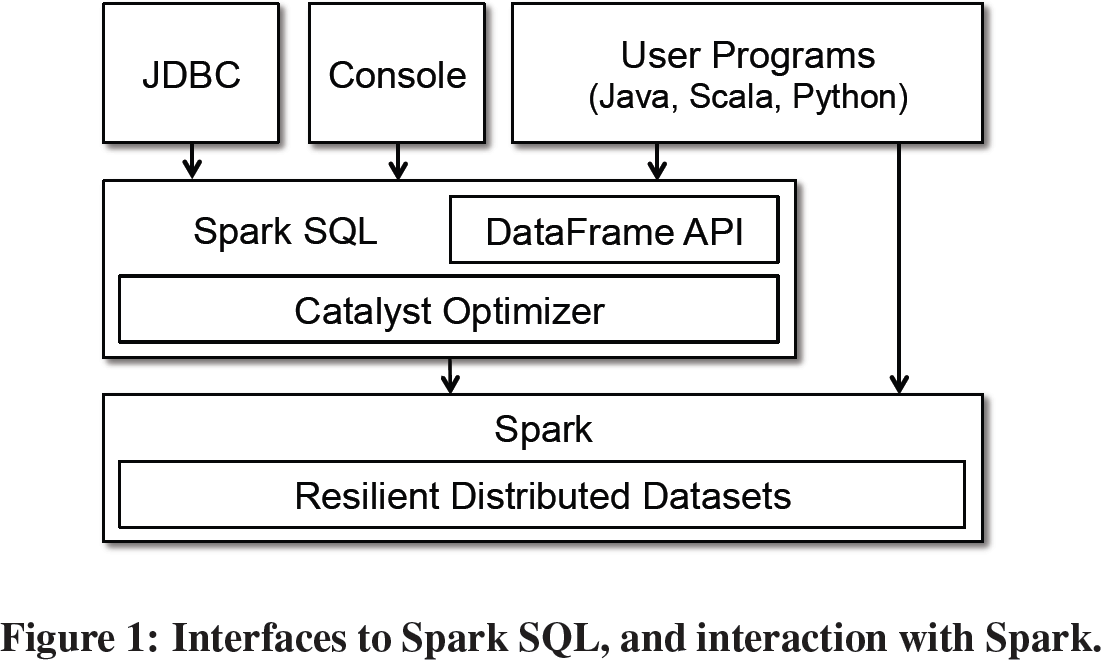 JDBC
Console
User Programs
(Java, Scala, Python)
Spark SQL
DataFrame API
Catalyst Optimizer
Spark
Resilient Distributed Datasets
Figure 1: Interfaces to Spark SQL, and interaction with Spark.